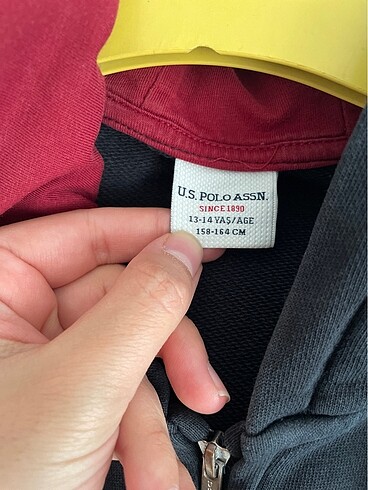 U.S. POLO ASSN.
SINCE 1890
13-14 YAŞ/AGE
158-164 CM